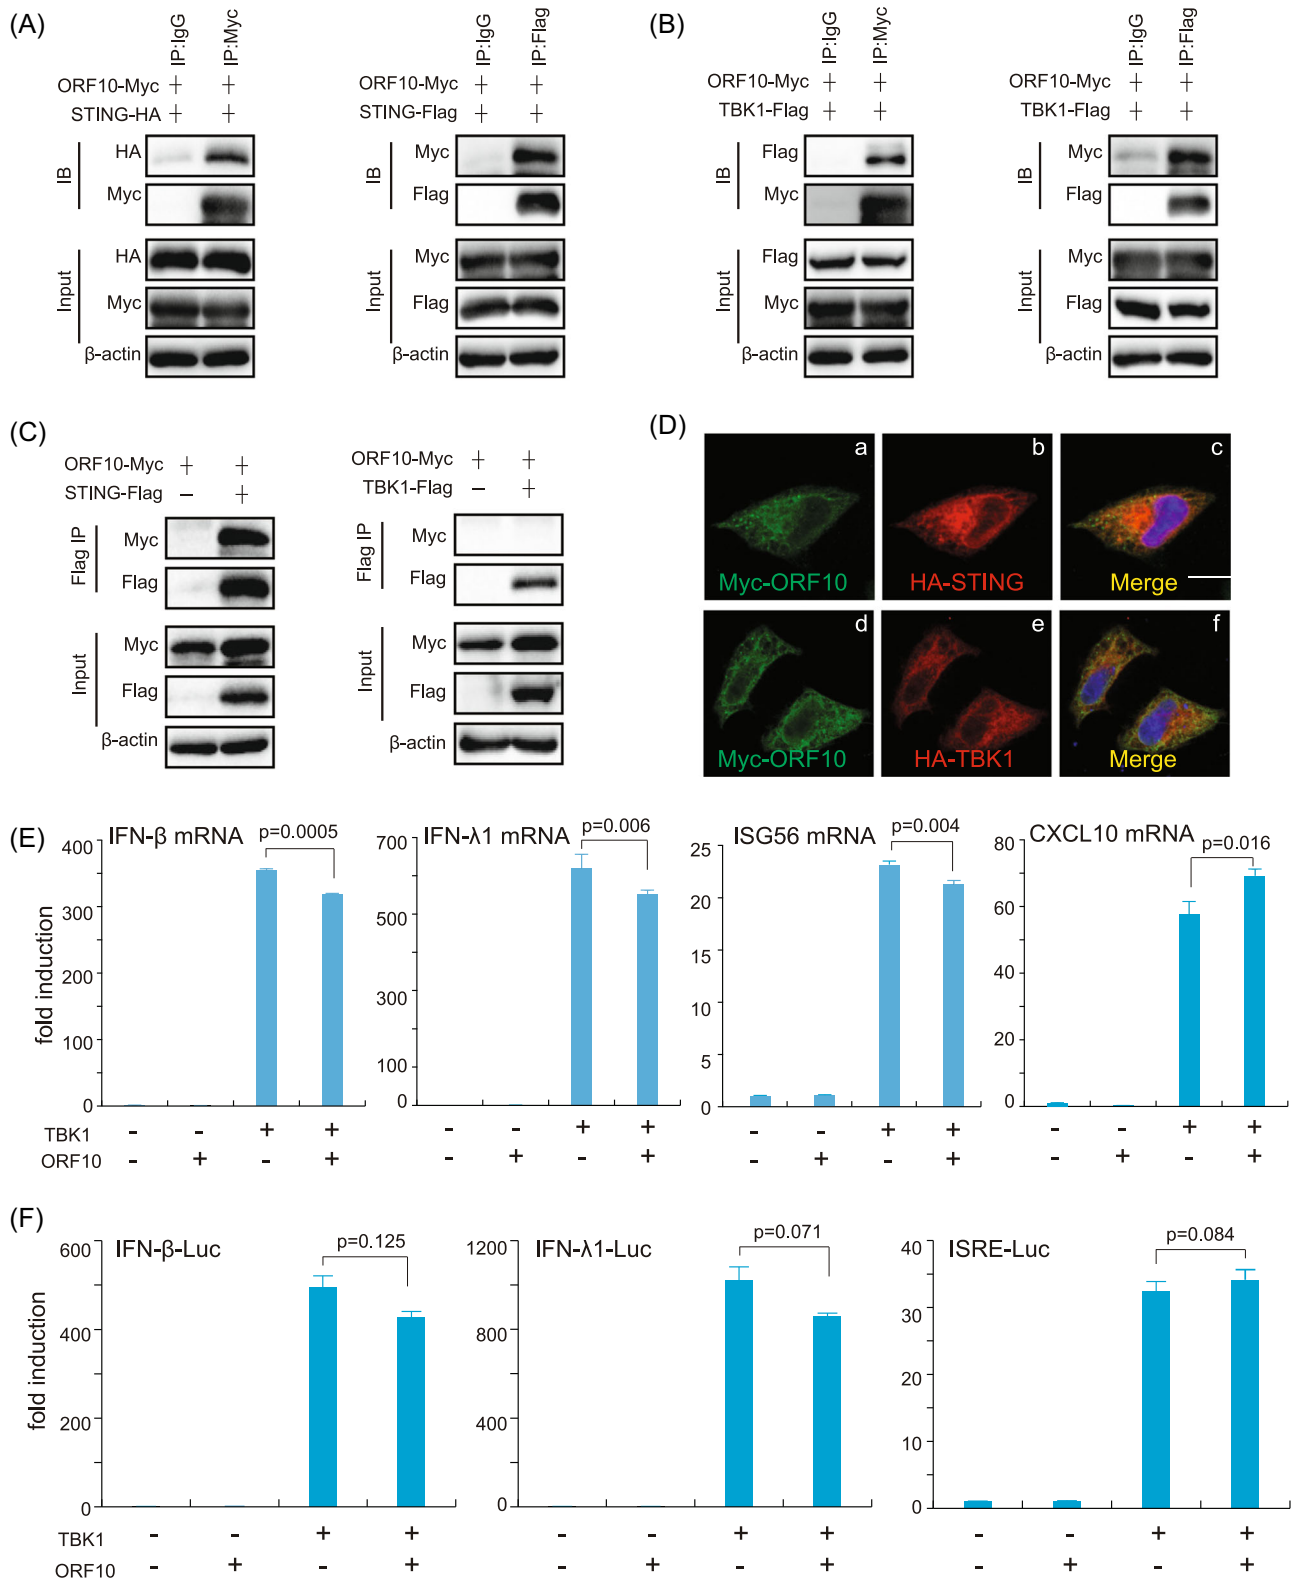 (A)
IP:IgG
IP:Myc
ORF10-Myc + +
STING-HA + +
IB
HA
Myc
Input
HA
Myc
β-actin
IP:IgG
IP:Flag
ORF10-Myc + +
STING-Flag + +
IB
Myc
Flag
Input
Myc
Flag
β-actin
(B)
IP:IgG
IP:Myc
ORF10-Myc + +
TBK1-Flag + +
IB
Flag
Myc
Input
Flag
Myc
β-actin
IP:IgG
IP:Flag
ORF10-Myc + +
TBK1-Flag + +
IB
Myc
Flag
Input
Myc
Flag
β-actin
(C)
ORF10-Myc + +
STING-Flag − +
Flag IP
Myc
Flag
Input
Myc
Flag
β-actin
ORF10-Myc + +
TBK1-Flag − +
Flag IP
Myc
Flag
Input
Myc
Flag
β-actin
(D)
a
Myc-ORF10
b
HA-STING
c
Merge
d
Myc-ORF10
e
HA-TBK1
f
Merge
(E)
fold induction
IFN-β mRNA
p=0.0005
400
300
350
300
0
TBK1 - - + +
ORF10 - + - +
IFN-λ1 mRNA
p=0.006
700
600
500
300
200
100
0
- - + +
- + - +
ISG56 mRNA
p=0.004
25
20
15
10
5
0
- - + +
- + - +
CXCL10 mRNA
p=0.016
80
60
40
20
0
- - + +
- + - +
(F)
fold induction
IFN-β-Luc
p=0.125
600
400
200
0
TBK1 - - + +
ORF10 - + - +
IFN-λ1-Luc
p=0.071
1200
800
400
0
- - + +
- + - +
ISRE-Luc
p=0.084
40
30
20
10
0
- - + +
- + - +